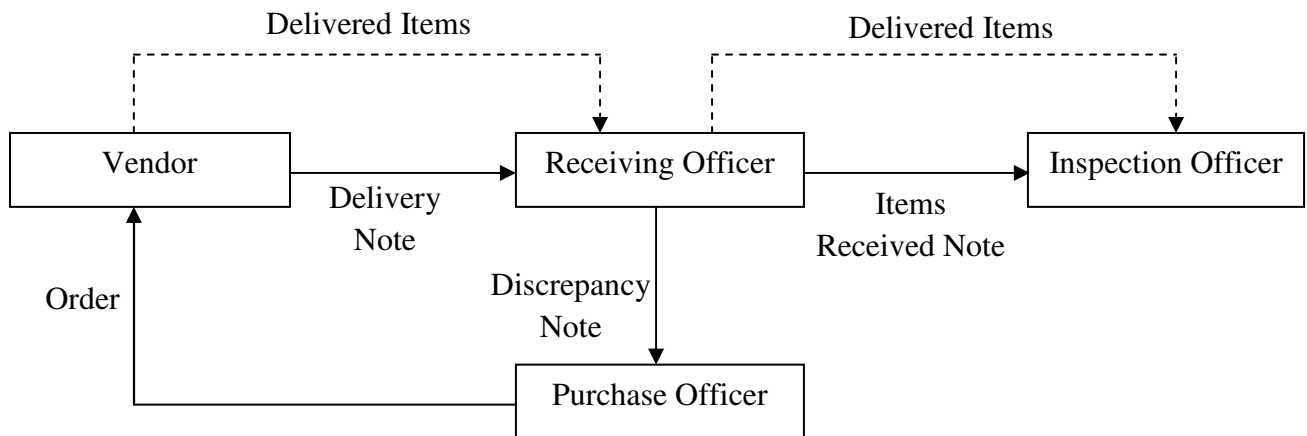 Delivered Items
Delivered Items
Vendor
Receiving Officer
Inspection Officer
Delivery
Note
Items
Received Note
Order
Discrepancy
Note
Purchase Officer